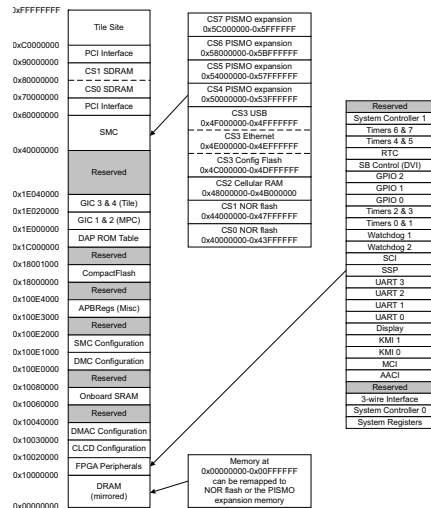 0xFFFFFFFF
Tile Site
0xC0000000
PCI Interface
0x90000000
CS1 SDRAM
0x80000000
CS0 SDRAM
0x70000000
PCI Interface
0x60000000
SMC
0x40000000
Reserved
0x1E040000
GIC 3 & 4 (Tile)
0x1E020000
GIC 1 & 2 (MPC)
0x1E000000
DAP ROM Table
0x1C000000
Reserved
0x18001000
CompactFlash
0x18000000
Reserved
0x100E4000
APBRegs (Misc)
0x100E3000
Reserved
0x100E2000
SMC Configuration
0x100E1000
DMC Configuration
0x100E0000
Reserved
0x10080000
Onboard SRAM
0x10060000
Reserved
0x10040000
DMAC Configuration
0x10030000
CLCD Configuration
0x10020000
FPGA Peripherals
0x10000000
DRAM
(mirrored)
0x00000000
CS7 PISMO expansion
0x5C000000-0x5FFFFFFF
CS6 PISMO expansion
0x58000000-0x5BFFFFFF
CS5 PISMO expansion
0x54000000-0x57FFFFFF
CS4 PISMO expansion
0x50000000-0x53FFFFFF
CS3 USB
0x4F000000-0x4FFFFFFF
CS3 Ethernet
0x4E000000-0x4EFFFFFF
CS3 Config Flash
0x4C000000-0x4DFFFFFF
CS2 Cellular RAM
0x48000000-0x4B000000
CS1 NOR flash
0x44000000-0x47FFFFFF
CS0 NOR flash
0x40000000-0x43FFFFFF
Memory at
0x00000000-0x00FFFFFF
can be remapped to
NOR flash or the PISMO
expansion memory
Reserved
System Controller 1
Timers 6 & 7
Timers 4 & 5
RTC
SB Control (DVI)
GPIO 2
GPIO 1
GPIO 0
Timers 2 & 3
Timers 0 & 1
Watchdog 1
Watchdog 2
SCI
SSP
UART 3
UART 2
UART 1
UART 0
Display
KMI 1
KMI 0
MCI
AACI
Reserved
3-wire Interface
System Controller 0
System Registers